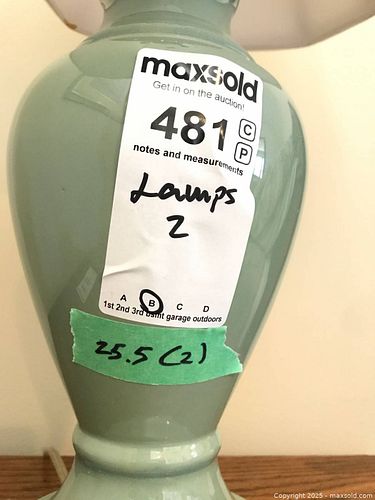 maxsold
Get in on the auction!
481 C
P
notes and measurements
Lamps
2
A B C D
1st 2nd 3rd bsmt garage outdoors
25.5 (2)
Copyright 2025 - maxsold.com